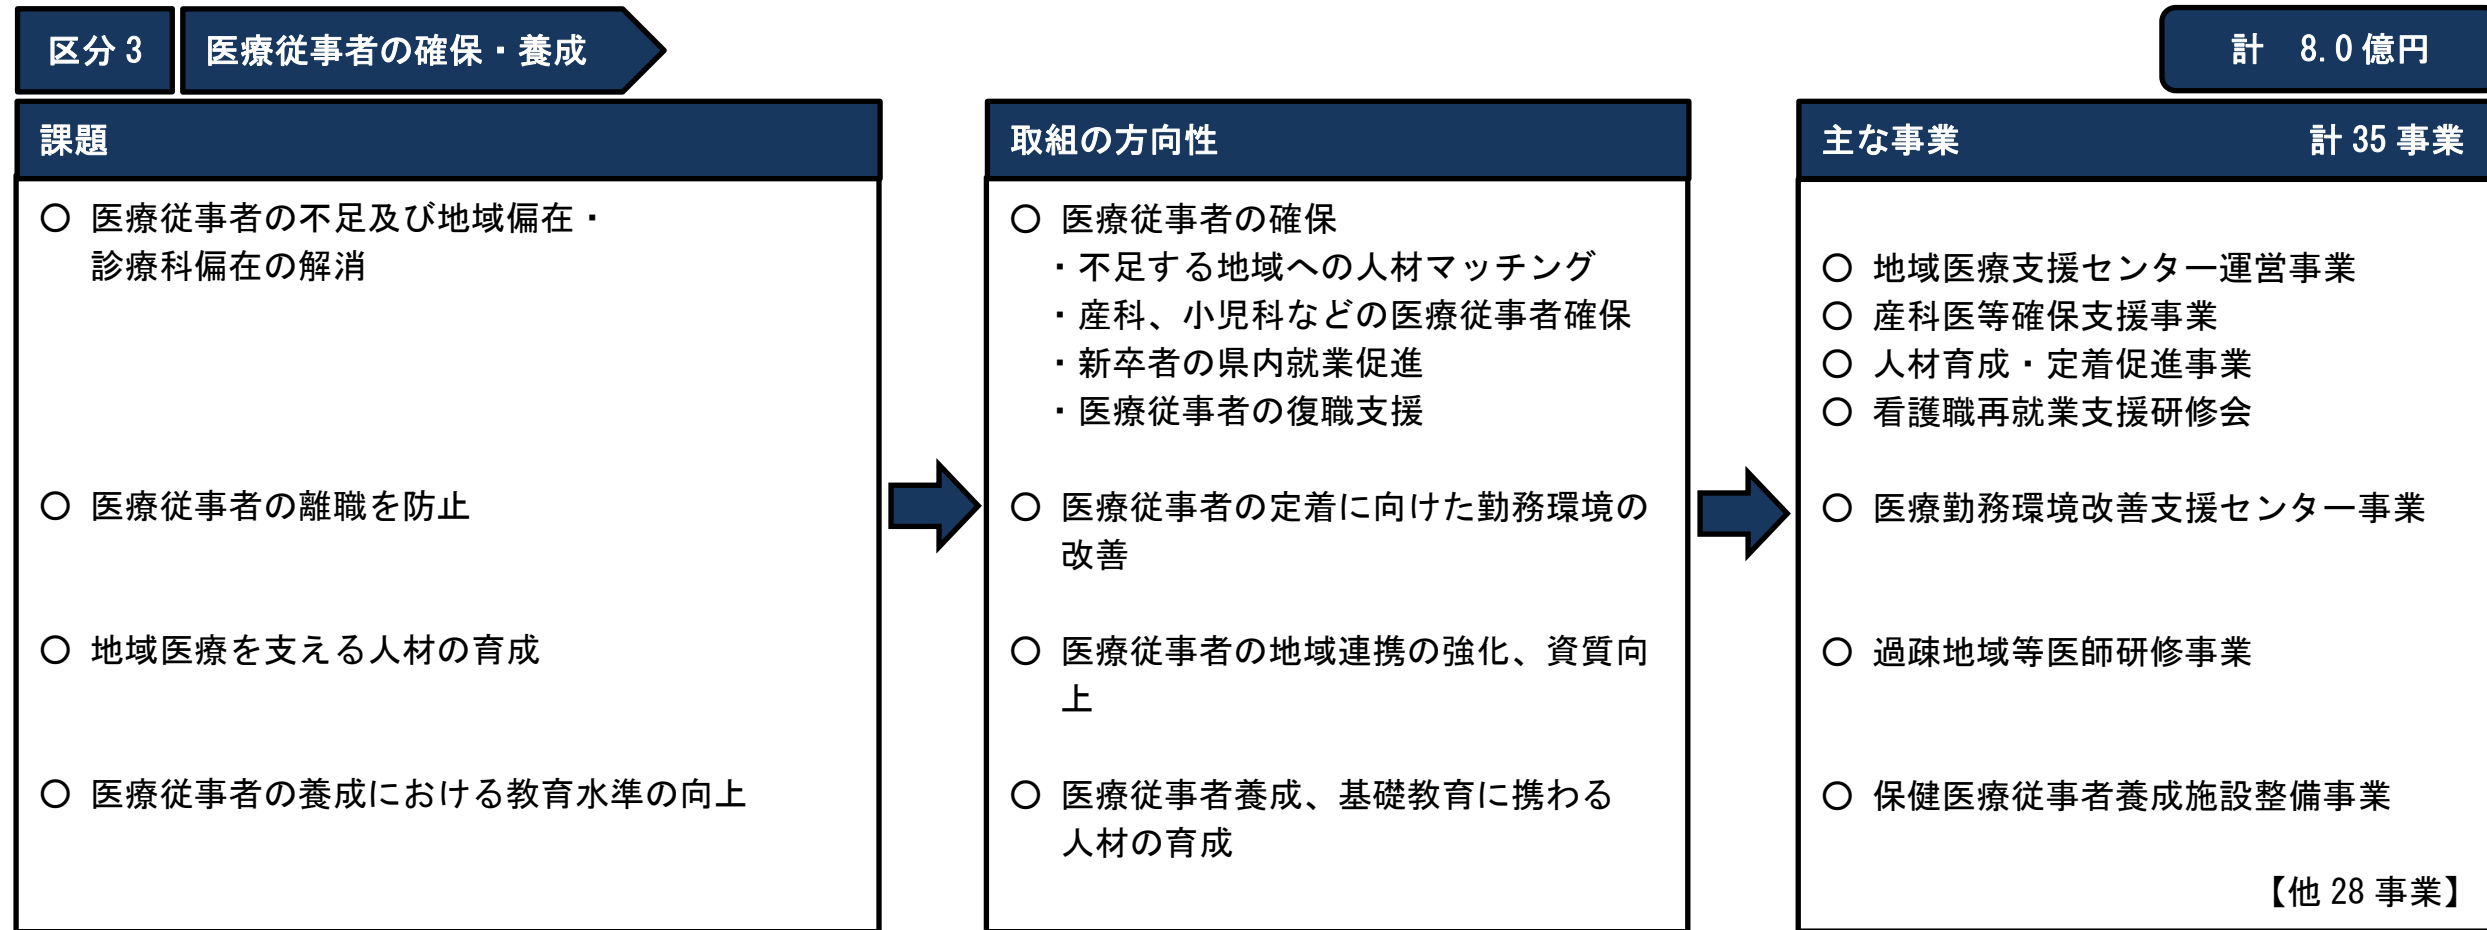 区分3
医療従事者の確保・養成
計 8.0億円
課題
○ 医療従事者の不足及び地域偏在・
診療科偏在の解消
○ 医療従事者の離職を防止
○ 地域医療を支える人材の育成
○ 医療従事者の養成における教育水準の向上
取組の方向性
○ 医療従事者の確保
・不足する地域への人材マッチング
・産科、小児科などの医療従事者確保
・新卒者の県内就業促進
・医療従事者の復職支援
○ 医療従事者の定着に向けた勤務環境の
改善
○ 医療従事者の地域連携の強化、資質向
上
○ 医療従事者養成、基礎教育に携わる
人材の育成
主な事業 計35事業
○ 地域医療支援センター運営事業
○ 産科医等確保支援事業
○ 人材育成・定着促進事業
○ 看護職再就業支援研修会
○ 医療勤務環境改善支援センター事業
○ 過疎地域等医師研修事業
○ 保健医療従事者養成施設整備事業
【他28事業】